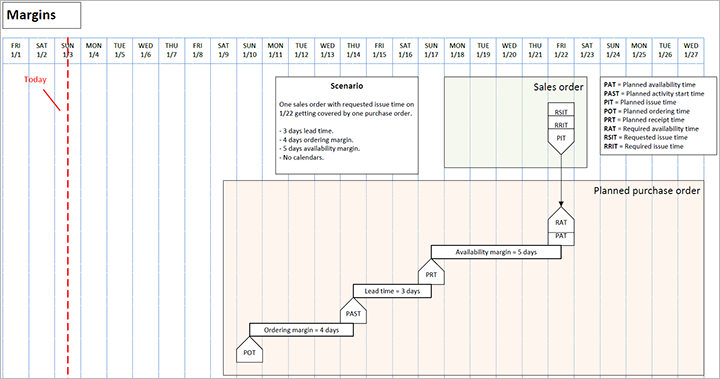 Margins
FRI SAT SUN MON TUE WED THU FRI SAT SUN MON TUE WED THU FRI SAT SUN MON TUE WED THU FRI SAT SUN MON TUE WED
1/1 1/2 1/3 1/4 1/5 1/6 1/7 1/8 1/9 1/10 1/11 1/12 1/13 1/14 1/15 1/16 1/17 1/18 1/19 1/20 1/21 1/22 1/23 1/24 1/25 1/26 1/27
Today
Scenario
One sales order with requested issue time on
1/22 getting covered by one purchase order.
- 3 days lead time.
- 4 days ordering margin.
- 5 days availability margin.
- No calendars.
Sales order
RSIT
RRIT
PIT
PAT = Planned availability time
PAST = Planned activity start time
PIT = Planned issue time
POT = Planned ordering time
PRT = Planned receipt time
RAT = Required availability time
RSIT = Requested issue time
RRIT = Required issue time
Planned purchase order
RAT
PAT
Availability margin = 5 days
PRT
Lead time = 3 days
PAST
Ordering margin = 4 days
POT